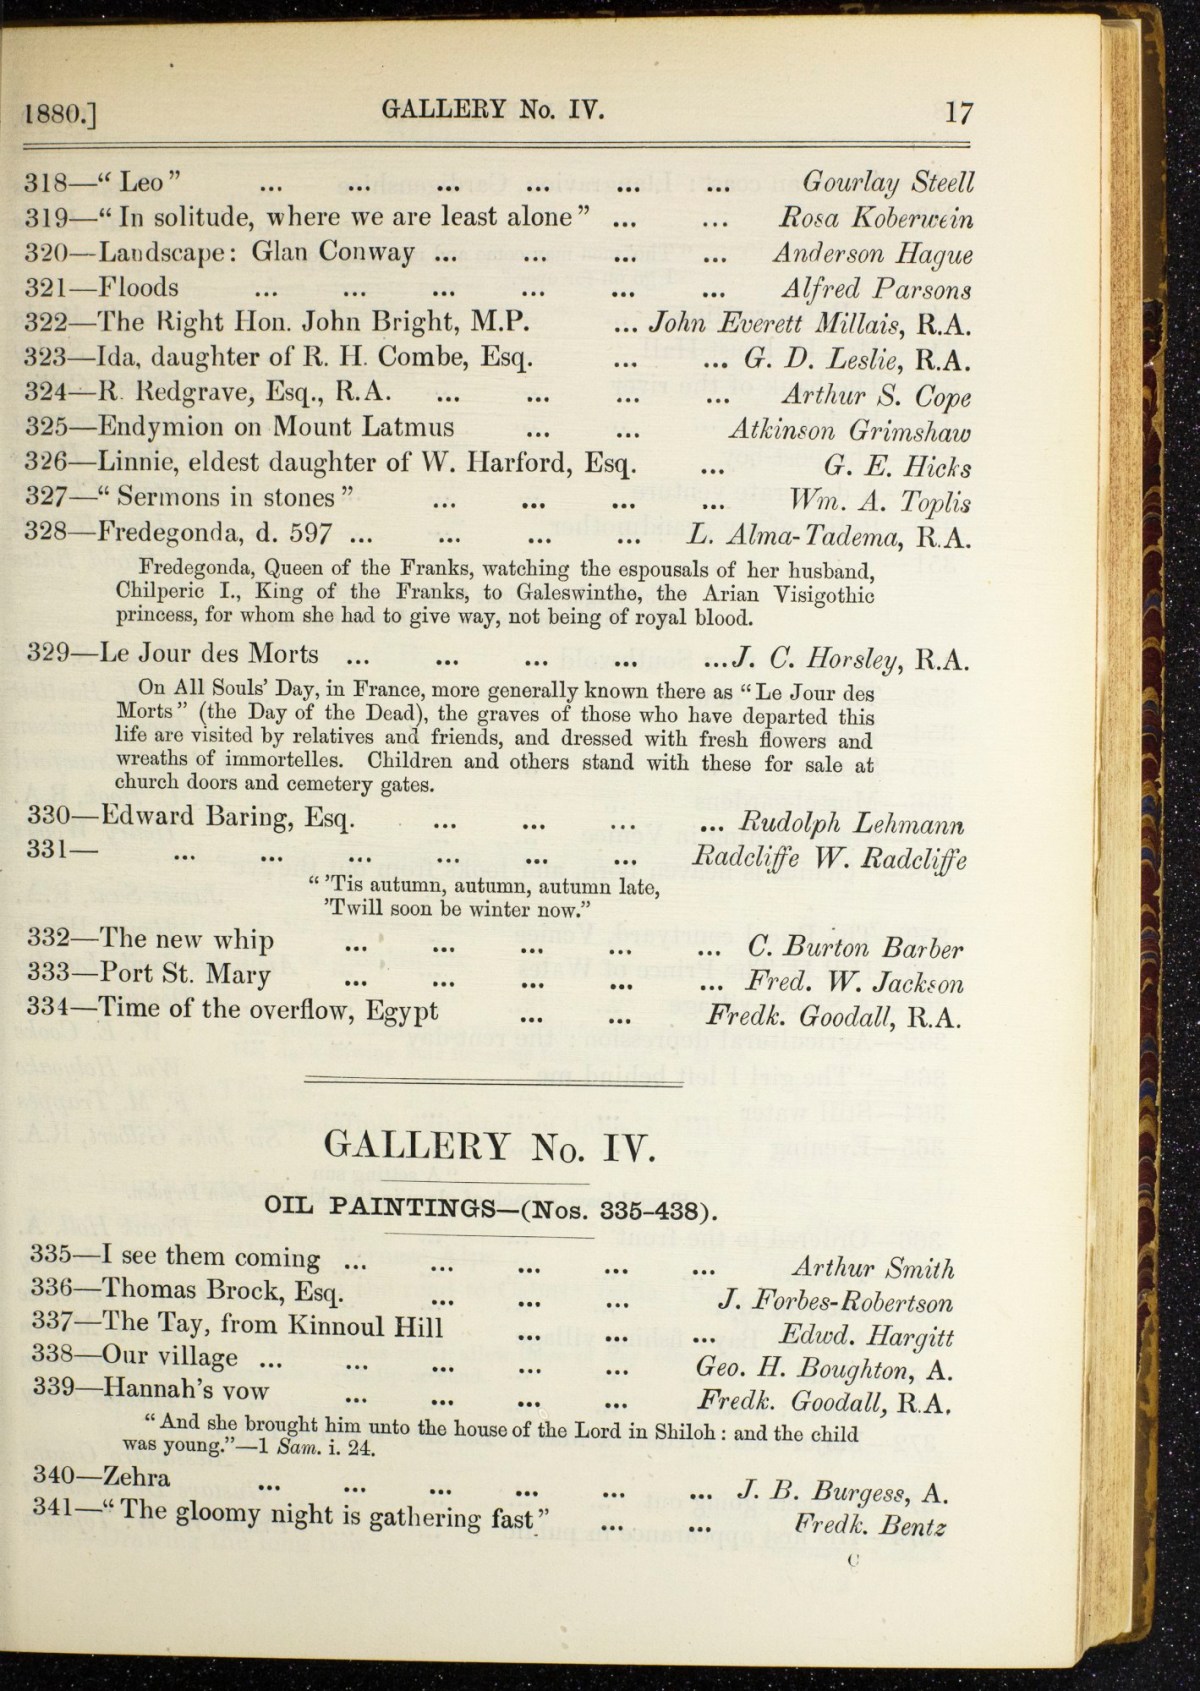 1880.] GALLERY No. IV. 17
318—“ Leo ” ... ... ... ... ... ... Gourlay Steell
319—“ In solitude, where we are least alone ” ... ... Rosa Koberwein
320—Landscape: Glan Conway ... ... ... ... Anderson Hague
321—Floods ... ... ... ... ... ... Alfred Parsons
322—The Right Hon. John Bright, M.P. ... John Everett Millais, R.A.
323—Ida, daughter of R. H. Combe, Esq. ... ... G. D. Leslie, R.A.
324—R. Redgrave, Esq., R.A. ... ... ... ... Arthur S. Cope
325—Endymion on Mount Latmus ... ... Atkinson Grimshaw
326—Linnie, eldest daughter of W. Harford, Esq. ... G. E. Hicks
327—“ Sermons in stones ” ... ... ... ... Wm. A. Toplis
328—Fredegonda, d. 597 ... ... ... ... L. Alma-Tadema, R.A.
Fredegonda, Queen of the Franks, watching the espousals of her husband,
Chilperic I., King of the Franks, to Galeswinthe, the Arian Visigothic
princess, for whom she had to give way, not being of royal blood.
329—Le Jour des Morts ... ... ... ... ...J. C. Horsley, R.A.
On All Souls’ Day, in France, more generally known there as “ Le Jour des
Morts ” (the Day of the Dead), the graves of those who have departed this
life are visited by relatives and friends, and dressed with fresh flowers and
wreaths of immortelles. Children and others stand with these for sale at
church doors and cemetery gates.
330—Edward Baring, Esq. ... ... ... ... Rudolph Lehmann
331— ... ... ... ... ... ... Radcliffe W. Radcliffe
“ ’Tis autumn, autumn, autumn late,
’Twill soon be winter now.”
332—The new whip ... ... ... ... ... C. Burton Barber
333—Port St. Mary ... ... ... ... ... Fred. W. Jackson
334—Time of the overflow, Egypt ... ... Fredk. Goodall, R.A.
GALLERY No. IV.
OIL PAINTINGS—(Nos. 335-438).
335—I see them coming ... ... ... ... ... Arthur Smith
336—Thomas Brock, Esq. ... ... ... J. Forbes-Robertson
337—The Tay, from Kinnoul Hill ... ... ... Edwd. Hargitt
338—Our village ... ... ... ... ... Geo. H. Boughton, A.
339—Hannah’s vow ... ... ... ... Fredk. Goodall, R.A.
“ And she brought him unto the house of the Lord in Shiloh : and the child
was young.”—1 Sam. i. 24.
340—Zehra ... ... ... ... ... ... J. B. Burgess, A.
341—“ The gloomy night is gathering fast ” ... ... Fredk. Bentz
C